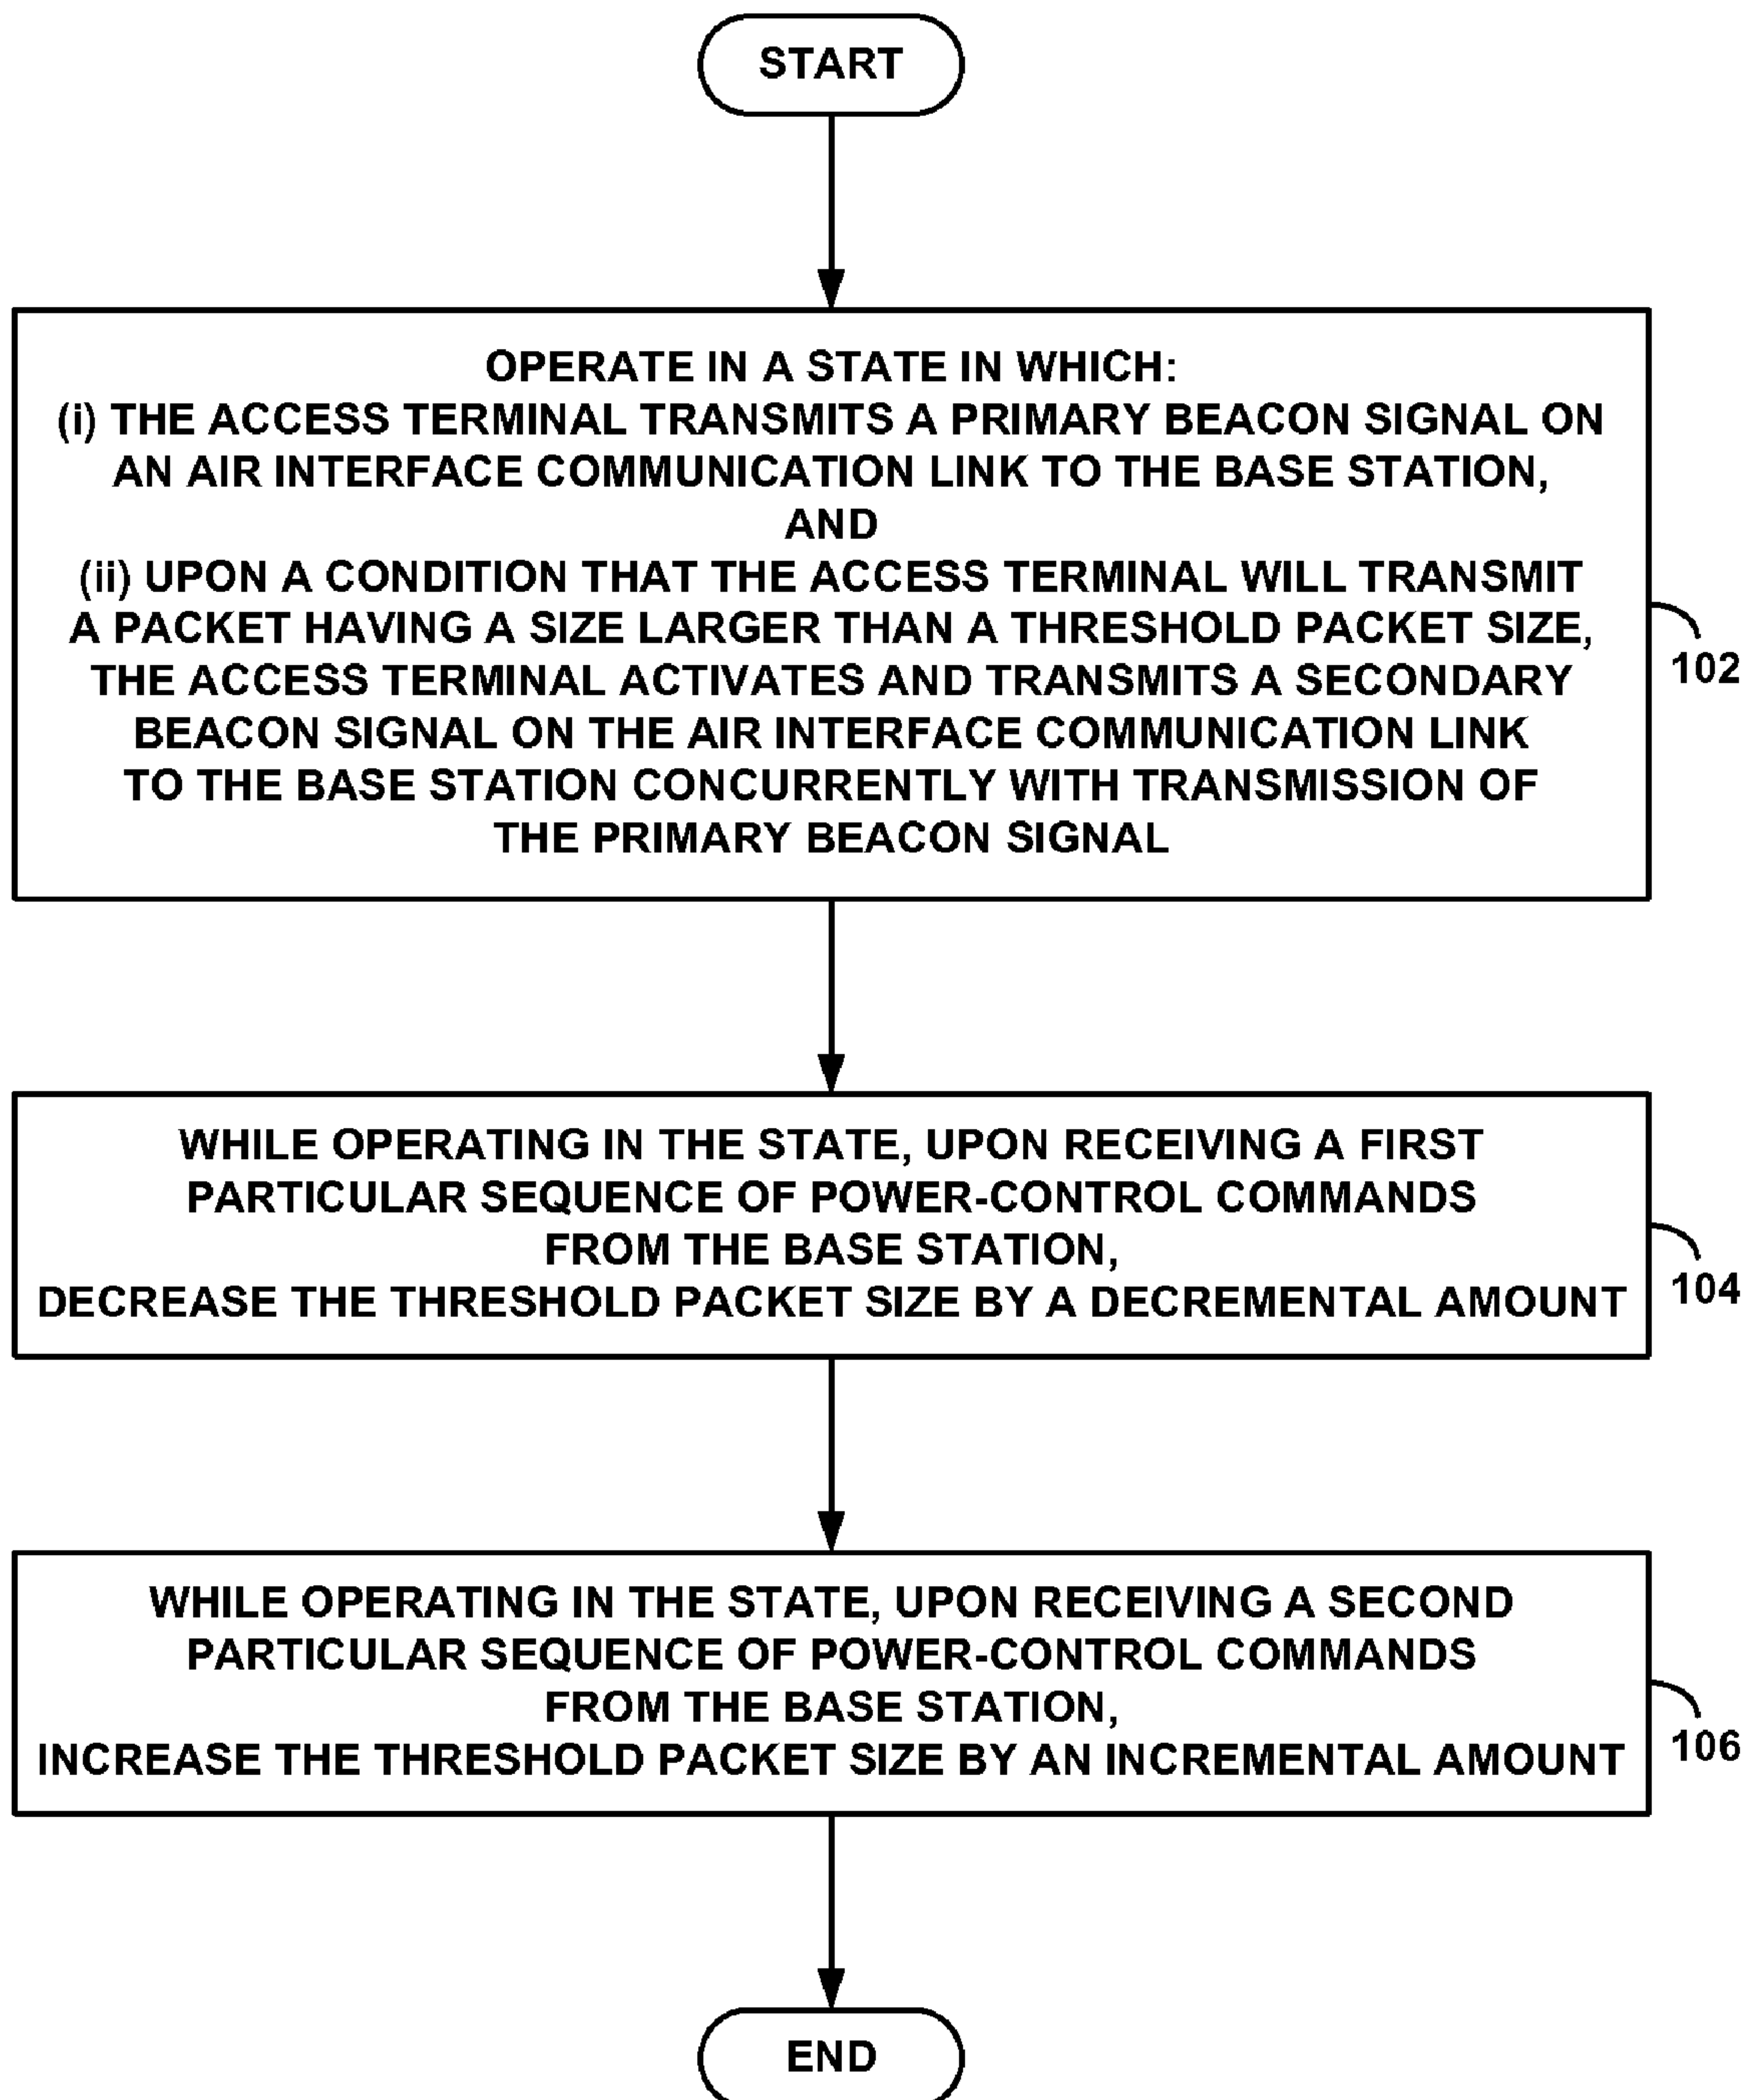 START
OPERATE IN A STATE IN WHICH:
(i) THE ACCESS TERMINAL TRANSMITS A PRIMARY BEACON SIGNAL ON
AN AIR INTERFACE COMMUNICATION LINK TO THE BASE STATION,
AND
(ii) UPON A CONDITION THAT THE ACCESS TERMINAL WILL TRANSMIT
A PACKET HAVING A SIZE LARGER THAN A THRESHOLD PACKET SIZE,
THE ACCESS TERMINAL ACTIVATES AND TRANSMITS A SECONDARY
BEACON SIGNAL ON THE AIR INTERFACE COMMUNICATION LINK
TO THE BASE STATION CONCURRENTLY WITH TRANSMISSION OF
THE PRIMARY BEACON SIGNAL
102
WHILE OPERATING IN THE STATE, UPON RECEIVING A FIRST
PARTICULAR SEQUENCE OF POWER-CONTROL COMMANDS
FROM THE BASE STATION,
DECREASE THE THRESHOLD PACKET SIZE BY A DECREMENTAL AMOUNT
104
WHILE OPERATING IN THE STATE, UPON RECEIVING A SECOND
PARTICULAR SEQUENCE OF POWER-CONTROL COMMANDS
FROM THE BASE STATION,
INCREASE THE THRESHOLD PACKET SIZE BY AN INCREMENTAL AMOUNT
106
END